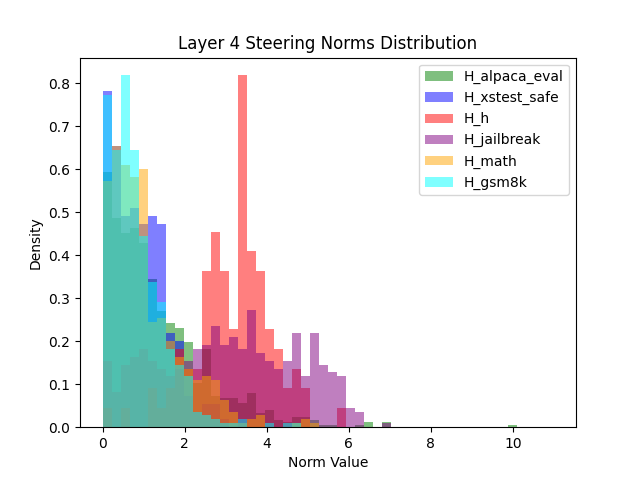 Layer 4 Steering Norms Distribution
H_alpaca_eval
H_xstest_safe
H_h
H_jailbreak
H_math
H_gsm8k
0.8
0.7
0.6
0.5
0.4
0.3
0.2
0.1
0.0
Density
0 2 4 6 8 10
Norm Value